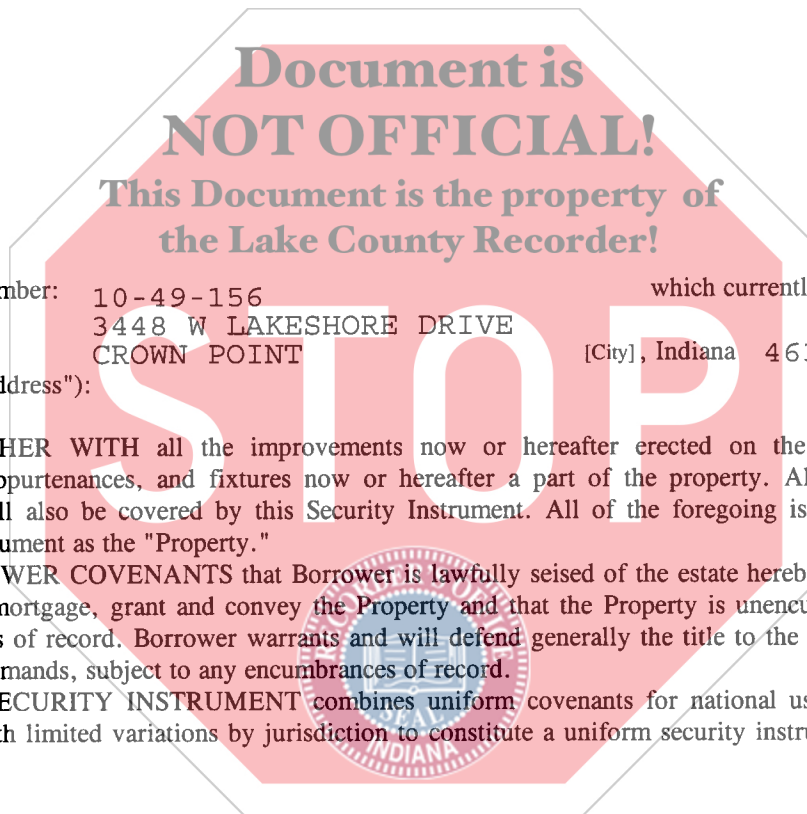 Document is
NOT OFFICIAL!
This Document is the property of
the Lake County Recorder!
mber: 10-49-156 which currentl
3448 W LAKESHORE DRIVE
CROWN POINT [City], Indiana 463
ddress"):
STOP
HER WITH all the improvements now or hereafter erected on the
ppurtenances, and fixtures now or hereafter a part of the property. Al
ll also be covered by this Security Instrument. All of the foregoing is
ument as the "Property."
WER COVENANTS that Borrower is lawfully seised of the estate hereb
mortgage, grant and convey the Property and that the Property is unencu
s of record. Borrower warrants and will defend generally the title to the
mands, subject to any encumbrances of record.
ECURITY INSTRUMENT combines uniform covenants for national us
th limited variations by jurisdiction to constitute a uniform security instru
SEAL
INDIANA